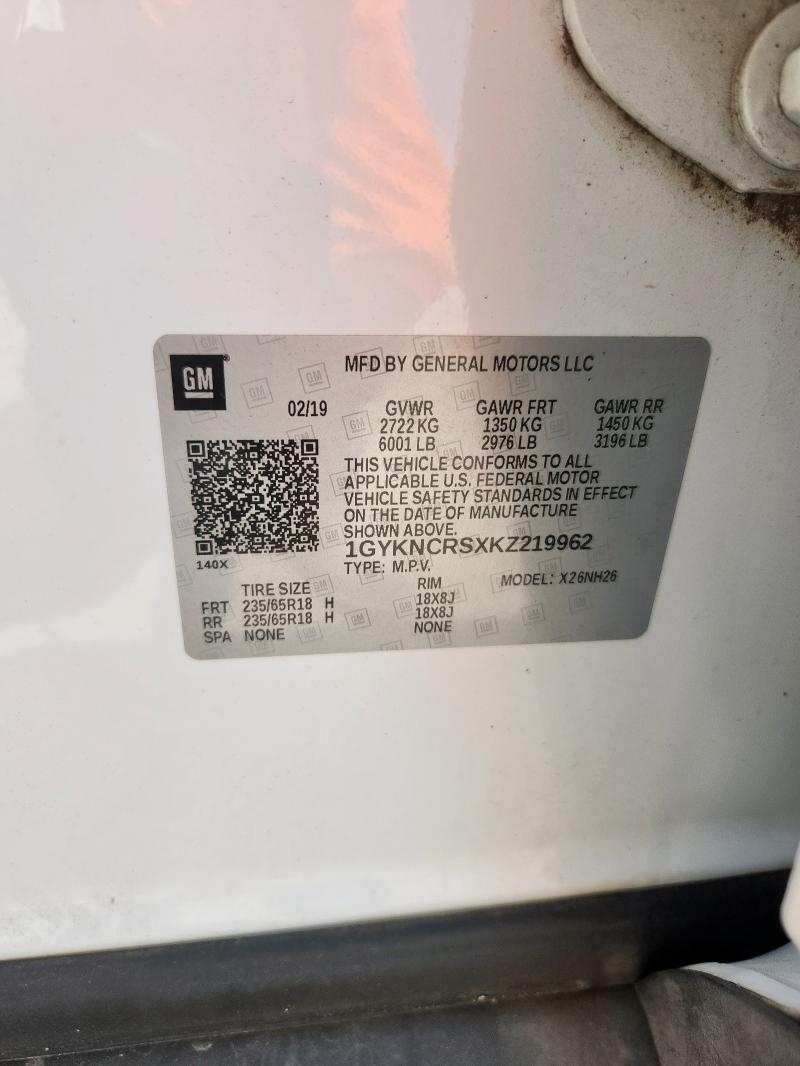 GM
MFD BY GENERAL MOTORS LLC
02/19 GVWR GAWR FRT GAWR RR
2722 KG 1350 KG 1450 KG
6001 LB 2976 LB 3196 LB
THIS VEHICLE CONFORMS TO ALL
APPLICABLE U.S. FEDERAL MOTOR
VEHICLE SAFETY STANDARDS IN EFFECT
ON THE DATE OF MANUFACTURE
SHOWN ABOVE.
1GYKNCRSXKZ219962
140X
TYPE: M.P.V. MODEL: X26NH26
TIRE SIZE RIM
FRT 235/65R18 H 18X8J
RR 235/65R18 H 18X8J
SPA NONE NONE